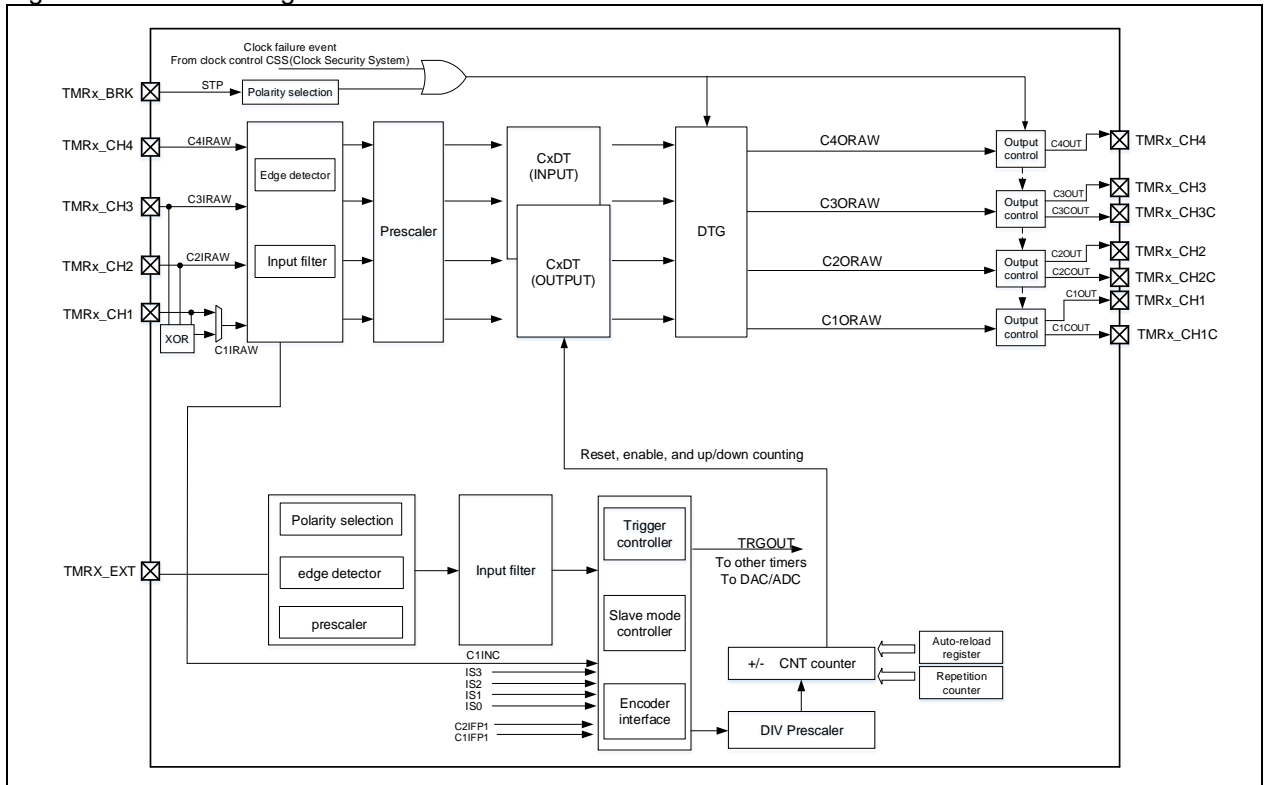 Clock failure event
From clock control CSS(Clock Security System)
TMRx_BRK
STP
Polarity selection
TMRx_CH4
C4IRAW
TMRx_CH3
C3IRAW
TMRx_CH2
C2IRAW
TMRx_CH1
XOR
C1IRAW
Edge detector
Input filter
Prescaler
CxDT
(INPUT)
CxDT
(OUTPUT)
DTG
C4ORAW
C3ORAW
C2ORAW
C1ORAW
Output
control
C4OUT
TMRx_CH4
Output
control
C3OUT
C3COUT
TMRx_CH3
TMRx_CH3C
Output
control
C2OUT
C2COUT
TMRx_CH2
TMRx_CH2C
Output
control
C1OUT
C1COUT
TMRx_CH1
TMRx_CH1C
Reset, enable, and up/down counting
TMRX_EXT
Polarity selection
edge detector
prescaler
Input filter
Trigger
controller
Slave mode
controller
Encoder
interface
TRGOUT
To other timers
To DAC/ADC
C1INC
IS3
IS2
IS1
IS0
C2IFP1
C1IFP1
+/- CNT counter
DIV Prescaler
Auto-reload
register
Repetition
counter